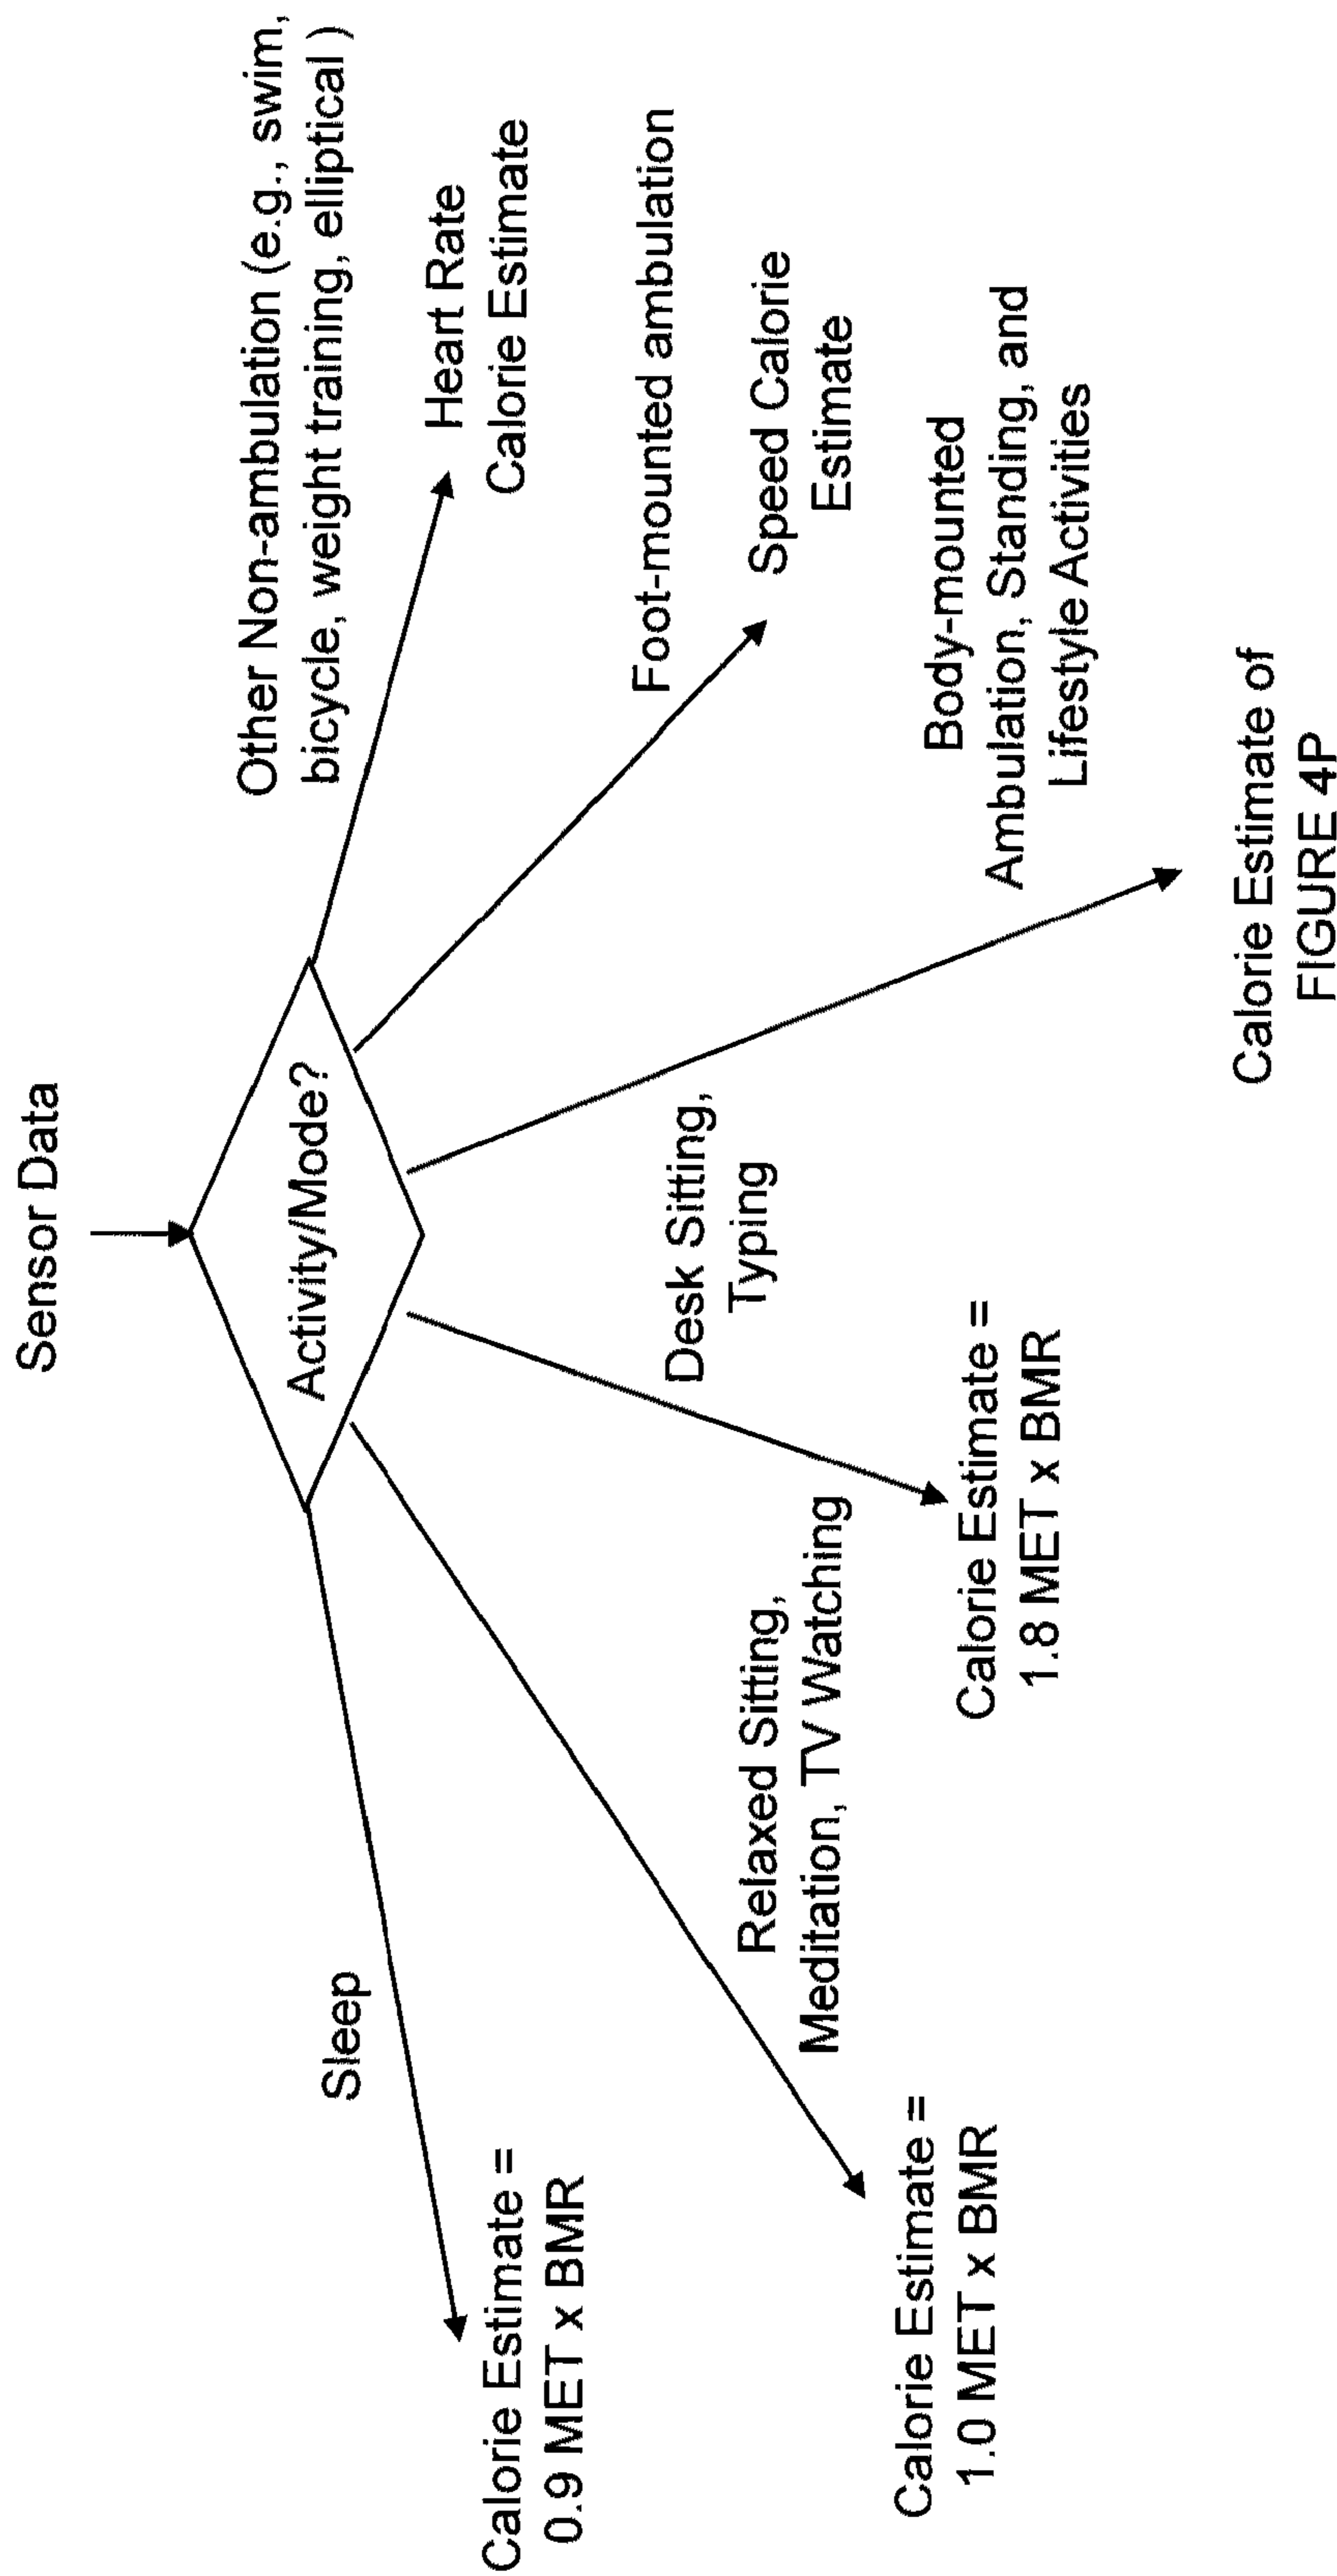 Sensor Data
Activity/Mode?
Sleep
Calorie Estimate =
0.9 MET x BMR
Relaxed Sitting,
Meditation, TV Watching
Calorie Estimate =
1.0 MET x BMR
Desk Sitting,
Typing
Calorie Estimate =
1.8 MET x BMR
Body-mounted
Ambulation, Standing, and
Lifestyle Activities
Calorie Estimate of
FIGURE 4P
Foot-mounted ambulation
Speed Calorie
Estimate
Other Non-ambulation (e.g., swim,
bicycle, weight training, elliptical )
Heart Rate
Calorie Estimate